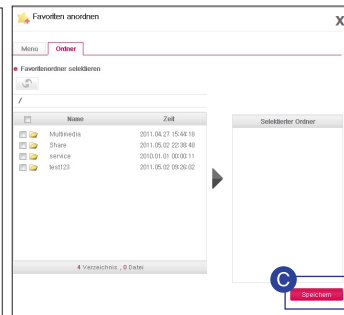 Favoriten anordnen X
Menü Ordner
Favoritenordner selektieren
/
Name Zeit Selektierter Ordner
Multimedia 2011.04.27 15:44:18
Share 2011.05.02 22:38:48
service 2010.01.01 00:00:11
test123 2011.05.02 09:26:02
4 Verzeichnis , 0 Datei
C
Speichern